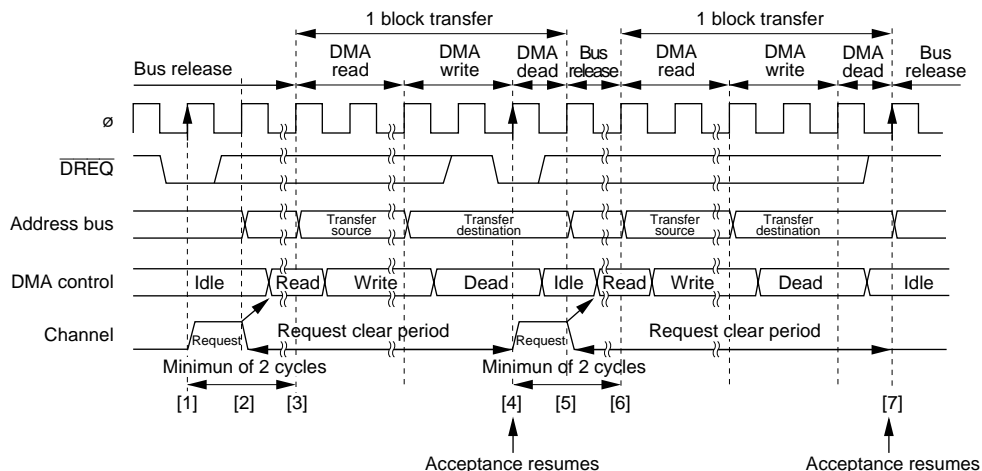 1 block transfer 1 block transfer
DMA DMA DMA Bus DMA DMA DMA Bus
Bus release read write dead release read write dead release
ø
DREQ
Address bus Transfer source Transfer destination Transfer source Transfer destination
DMA control Idle Read Write Dead Idle Read Write Dead Idle
Channel Request Request clear period Request Request clear period
Minimun of 2 cycles Minimun of 2 cycles
[1] [2] [3] [4] [5] [6] [7]
Acceptance resumes Acceptance resumes